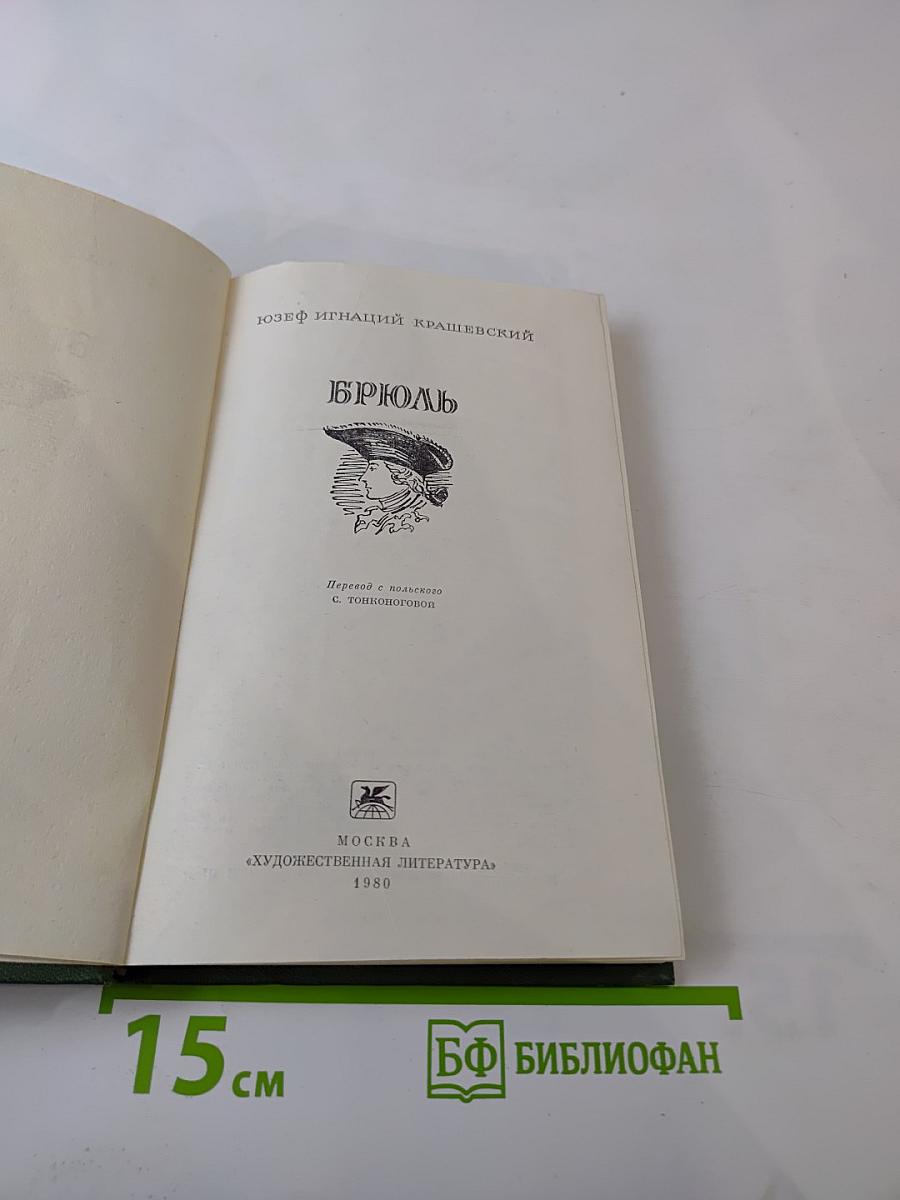 ЮЗЕФ ИГНАЦИЙ КРАШЕВСКИЙ
БРЮЛЬ
Перевод с польского
С. ТОНКОНОГОВОЙ
МОСКВА
«ХУДОЖЕСТВЕННАЯ ЛИТЕРАТУРА»
1980
15 см
БФ БИБЛИОФАН